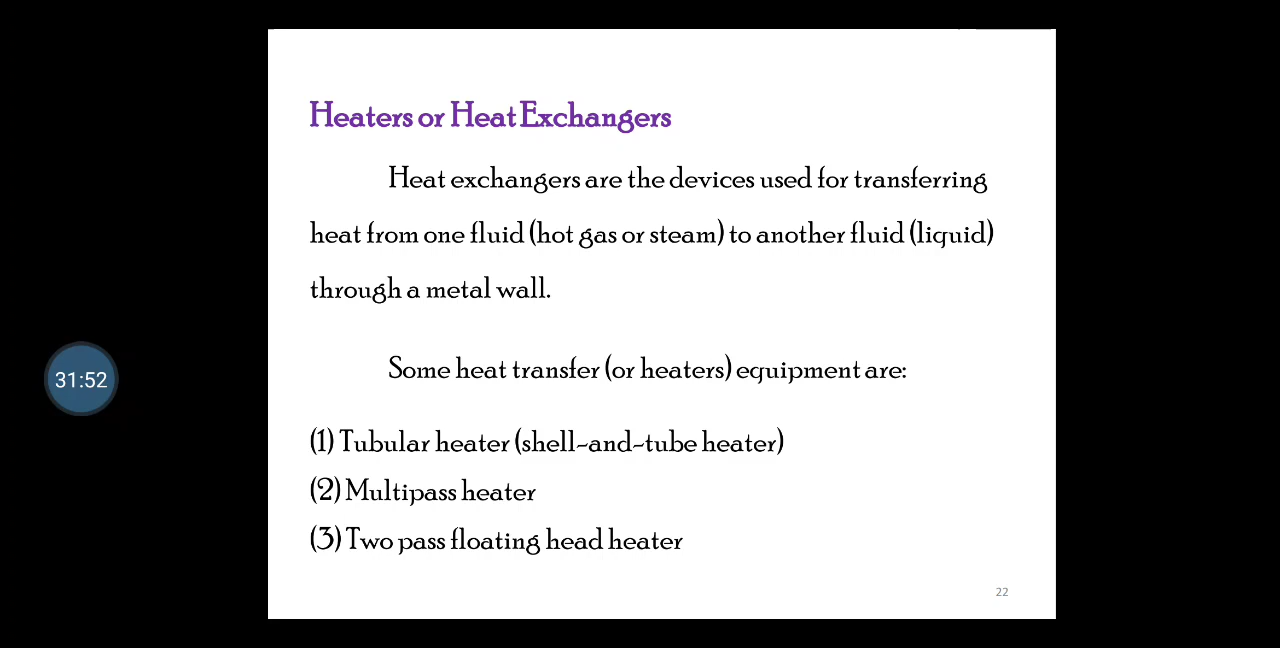 Heaters or Heat Exchangers
Heat exchangers are the devices used for transferring
heat from one fluid (hot gas or steam) to another fluid (liquid)
through a metal wall.
31:52
Some heat transfer (or heaters) equipment are:
(1) Tubular heater (shell-and-tube heater)
(2) Multipass heater
(3) Two pass floating head heater
22